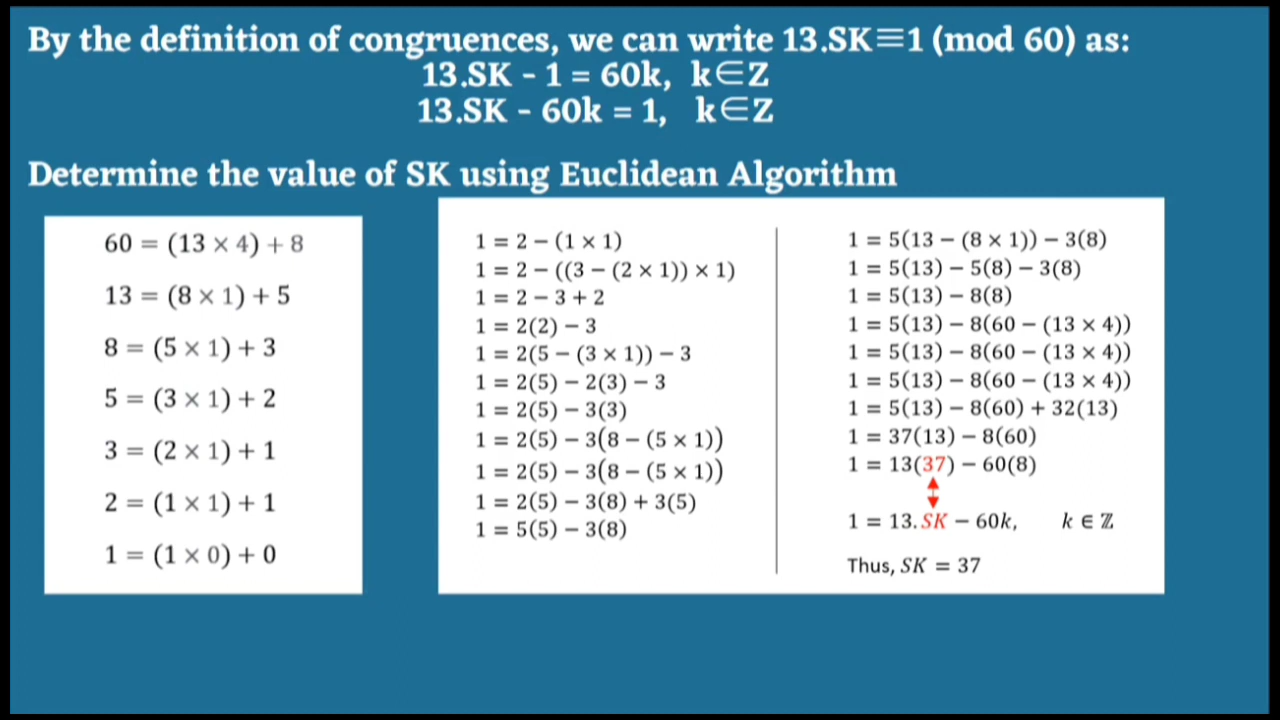 By the definition of congruences, we can write 13.SK≡1 (mod 60) as:
13.SK - 1 = 60k, k∈Z
13.SK - 60k = 1, k∈Z
Determine the value of SK using Euclidean Algorithm
60 = (13 × 4) + 8
13 = (8 × 1) + 5
8 = (5 × 1) + 3
5 = (3 × 1) + 2
3 = (2 × 1) + 1
2 = (1 × 1) + 1
1 = (1 × 0) + 0
1 = 2 − (1 × 1)
1 = 2 − ((3 − (2 × 1)) × 1)
1 = 2 − 3 + 2
1 = 2(2) − 3
1 = 2(5 − (3 × 1)) − 3
1 = 2(5) − 2(3) − 3
1 = 2(5) − 3(3)
1 = 2(5) − 3(8 − (5 × 1))
1 = 2(5) − 3(8 − (5 × 1))
1 = 2(5) − 3(8) + 3(5)
1 = 5(5) − 3(8)
1 = 5(13 − (8 × 1)) − 3(8)
1 = 5(13) − 5(8) − 3(8)
1 = 5(13) − 8(8)
1 = 5(13) − 8(60 − (13 × 4))
1 = 5(13) − 8(60 − (13 × 4))
1 = 5(13) − 8(60 − (13 × 4))
1 = 5(13) − 8(60) + 32(13)
1 = 37(13) − 8(60)
1 = 13(37) − 60(8)
1 = 13. SK − 60k, k ∈ ℤ
Thus, SK = 37